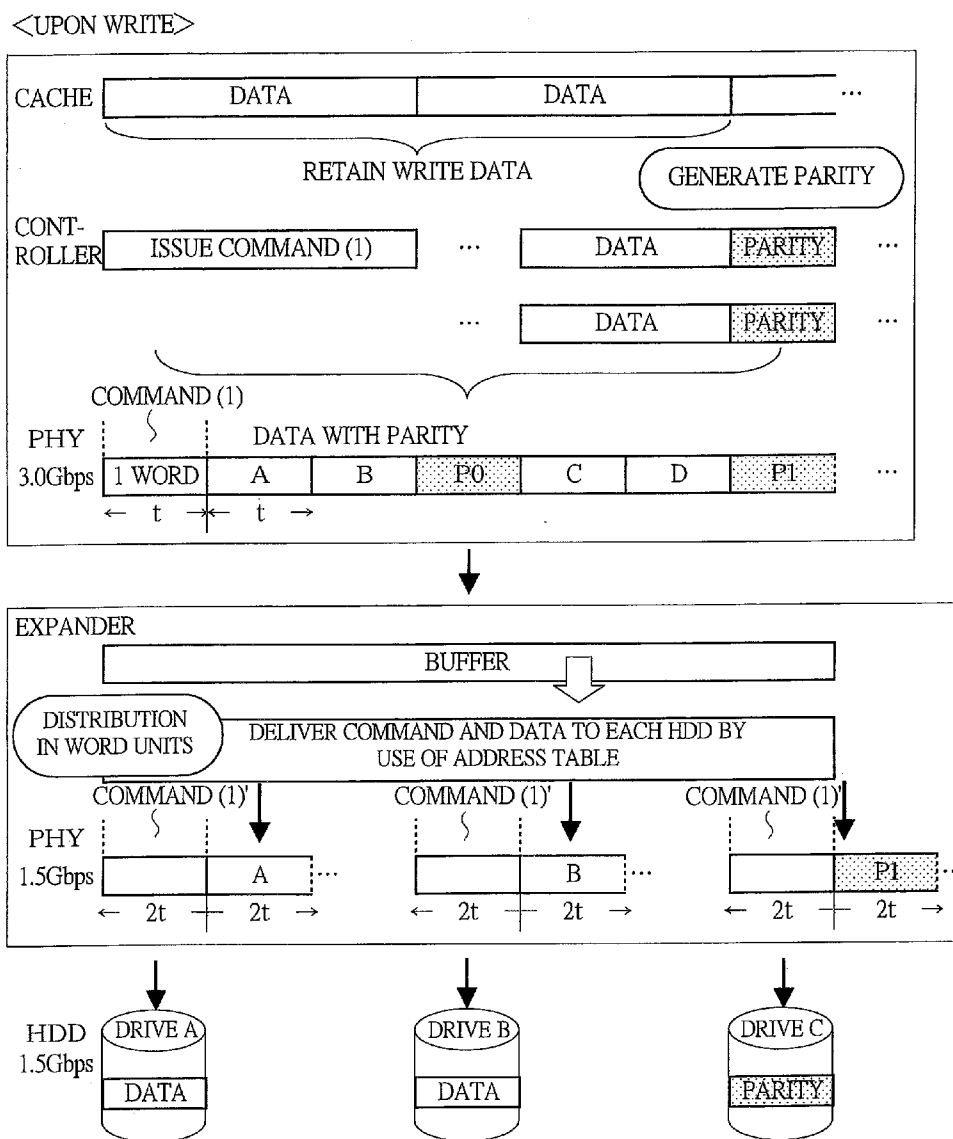 <UPON WRITE>
CACHE
DATA
DATA
...
RETAIN WRITE DATA
GENERATE PARITY
CONT-
ROLLER
ISSUE COMMAND (1)
...
DATA
PARITY
...
...
DATA
PARITY
...
COMMAND (1)
PHY
3.0Gbps
DATA WITH PARITY
1 WORD
A
B
P0
C
D
P1
...
← t →
← t →
EXPANDER
BUFFER
DISTRIBUTION
IN WORD UNITS
DELIVER COMMAND AND DATA TO EACH HDD BY
USE OF ADDRESS TABLE
COMMAND (1)'
COMMAND (1)'
COMMAND (1)'
PHY
1.5Gbps
A
...
B
...
P1
...
← 2t →
← 2t →
← 2t →
← 2t →
← 2t →
← 2t →
HDD
1.5Gbps
DRIVE A
DATA
DRIVE B
DATA
DRIVE C
PARITY